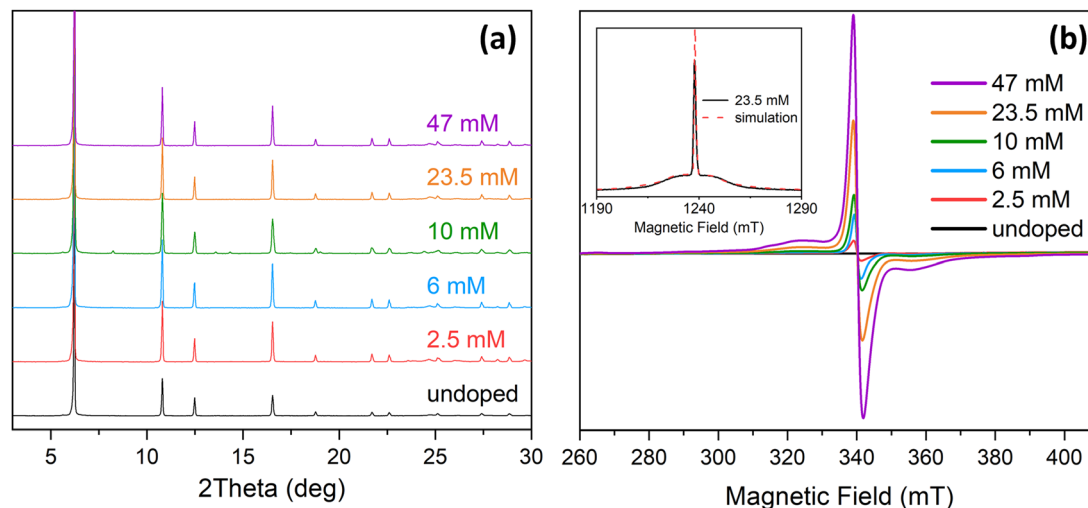 (a)
47 mM
23.5 mM
10 mM
6 mM
2.5 mM
undoped
5 10 15 20 25 30
2Theta (deg)
(b)
23.5 mM
simulation
1190 1240 1290
Magnetic Field (mT)
47 mM
23.5 mM
10 mM
6 mM
2.5 mM
undoped
260 280 300 320 340 360 380 400
Magnetic Field (mT)